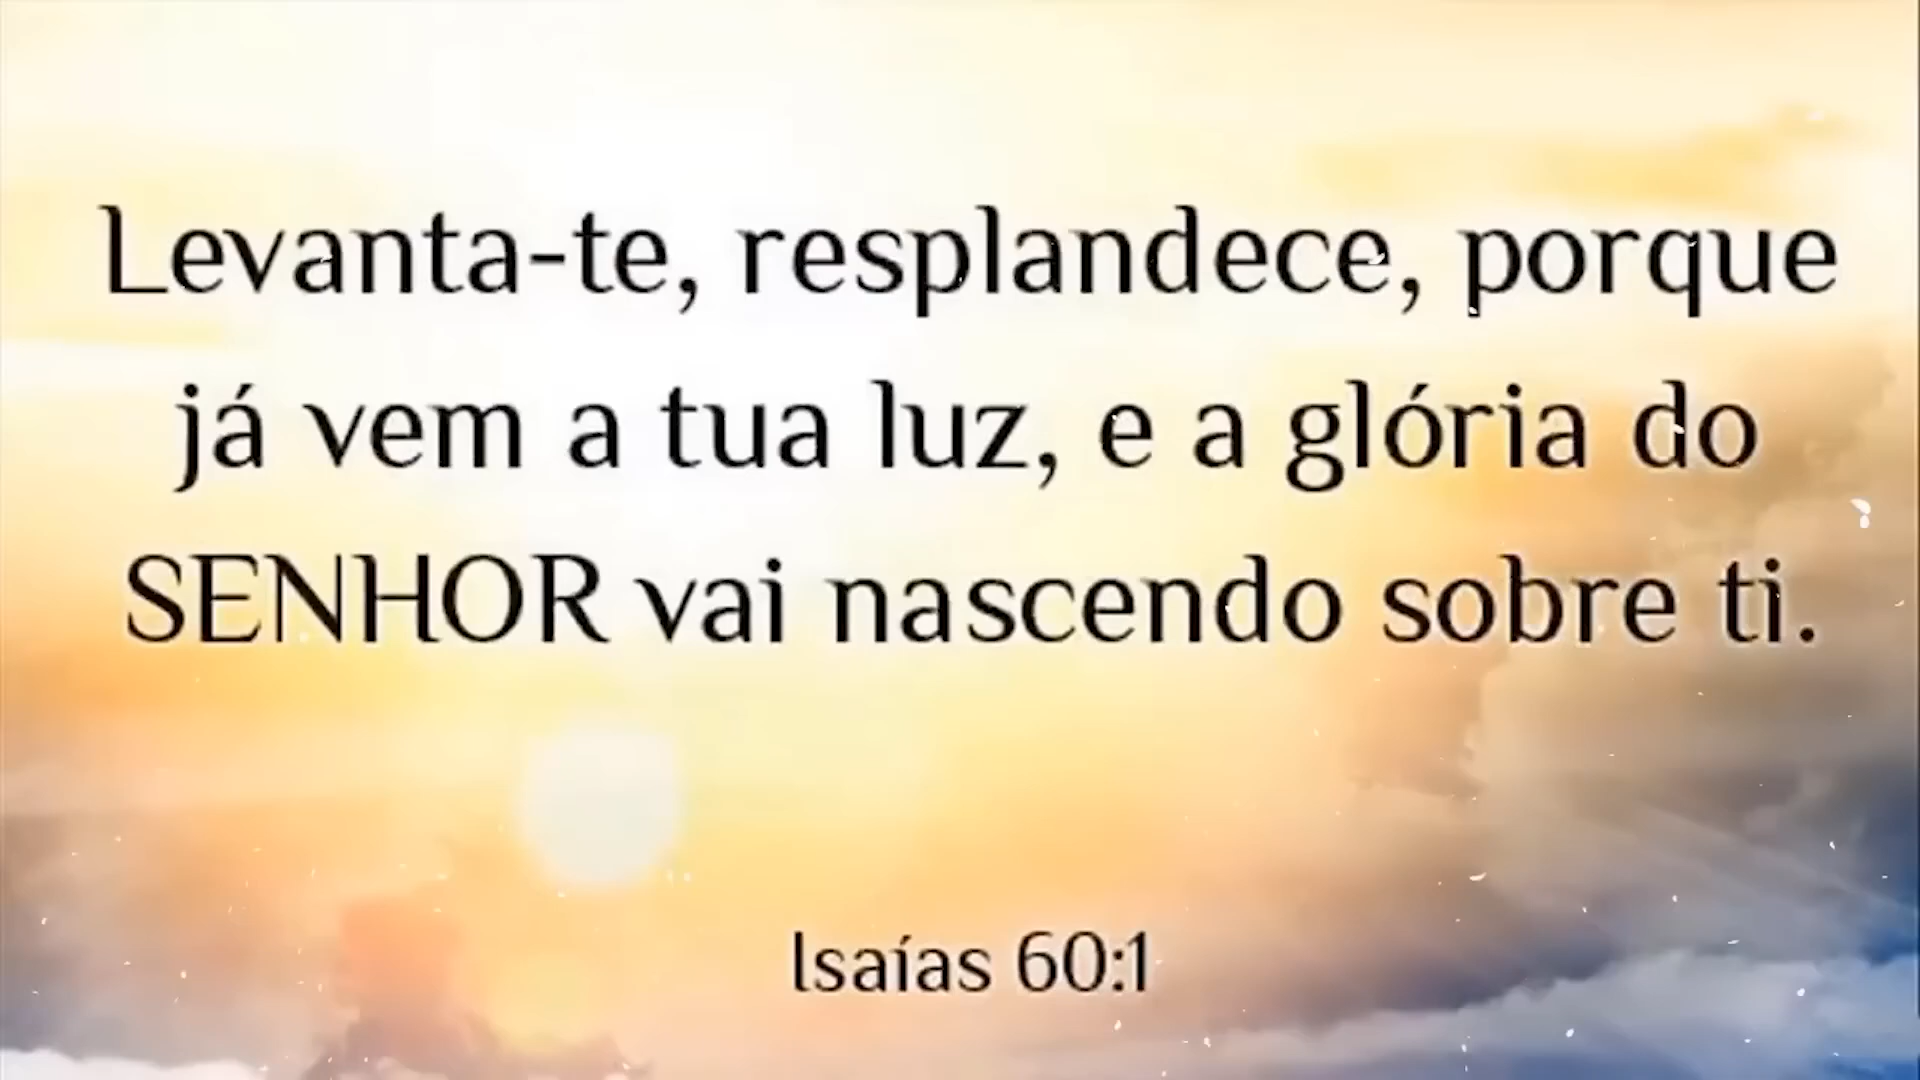 Levanta-te, resplandece, porque
já vem a tua luz, e a glória do
SENHOR vai nascendo sobre ti.
Isaías 60:1